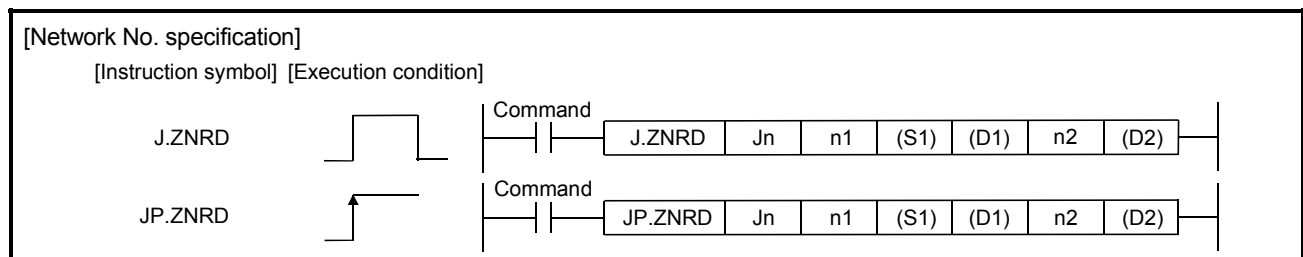 [Network No. specification]
[Instruction symbol] [Execution condition]
Command
J.ZNRD J.ZNRD Jn n1 (S1) (D1) n2 (D2)
Command
JP.ZNRD JP.ZNRD Jn n1 (S1) (D1) n2 (D2)